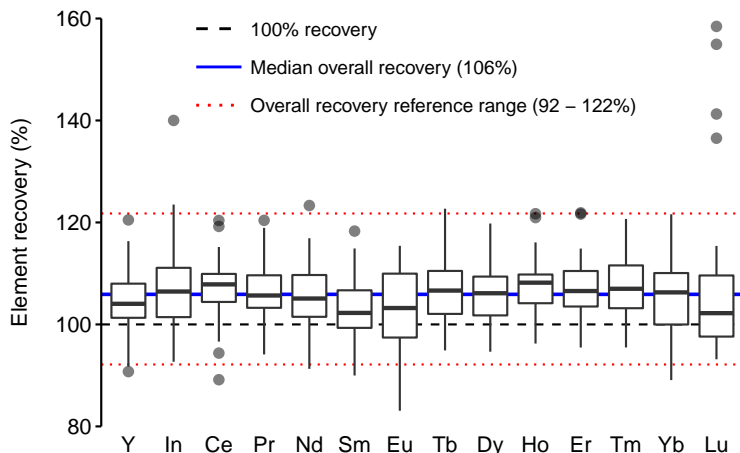 160
140
120
100
80
Element recovery (%)
100% recovery
Median overall recovery (106%)
Overall recovery reference range (92 – 122%)
Y In Ce Pr Nd Sm Eu Tb Dy Ho Er Tm Yb Lu